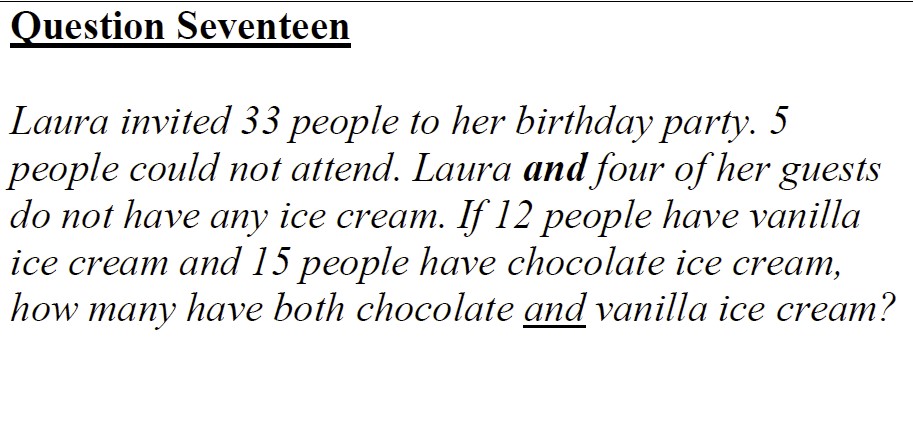 Question Seventeen
Laura invited 33 people to her birthday party. 5
people could not attend. Laura and four of her guests
do not have any ice cream. If 12 people have vanilla
ice cream and 15 people have chocolate ice cream,
how many have both chocolate and vanilla ice cream?